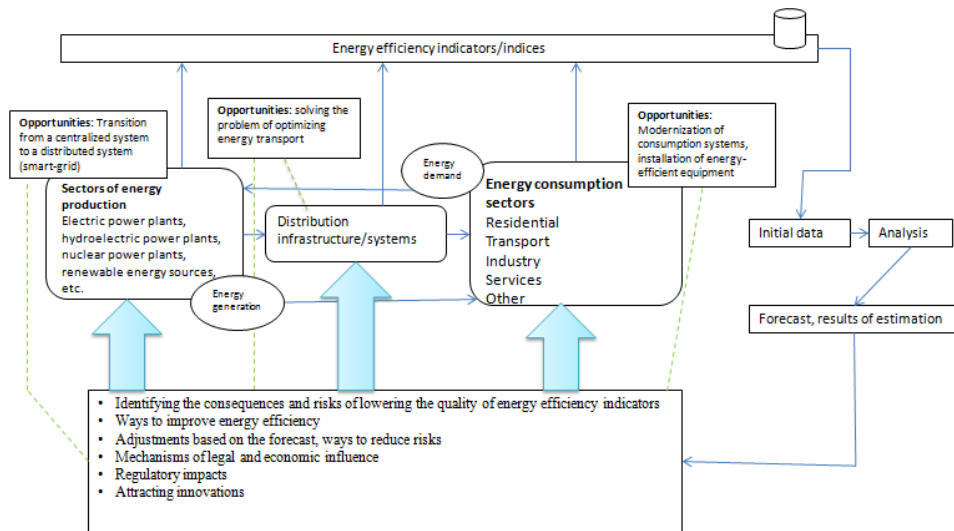 Energy efficiency indicators/indices
Opportunities: Transition
from a centralized system
to a distributed system
(smart-grid)
Opportunities: solving the
problem of optimizing
energy transport
Opportunities:
Modernization of
consumption systems,
installation of energy-
efficient equipment
Energy
demand
Sectors of energy
production
Electric power plants,
hydroelectric power plants,
nuclear power plants,
renewable energy sources,
etc.
Distribution
infrastructure/systems
Energy consumption
sectors
Residential
Transport
Industry
Services
Other
Energy
generation
Initial data
Analysis
Forecast, results of estimation
• Identifying the consequences and risks of lowering the quality of energy efficiency indicators
• Ways to improve energy efficiency
• Adjustments based on the forecast, ways to reduce risks
• Mechanisms of legal and economic influence
• Regulatory impacts
• Attracting innovations